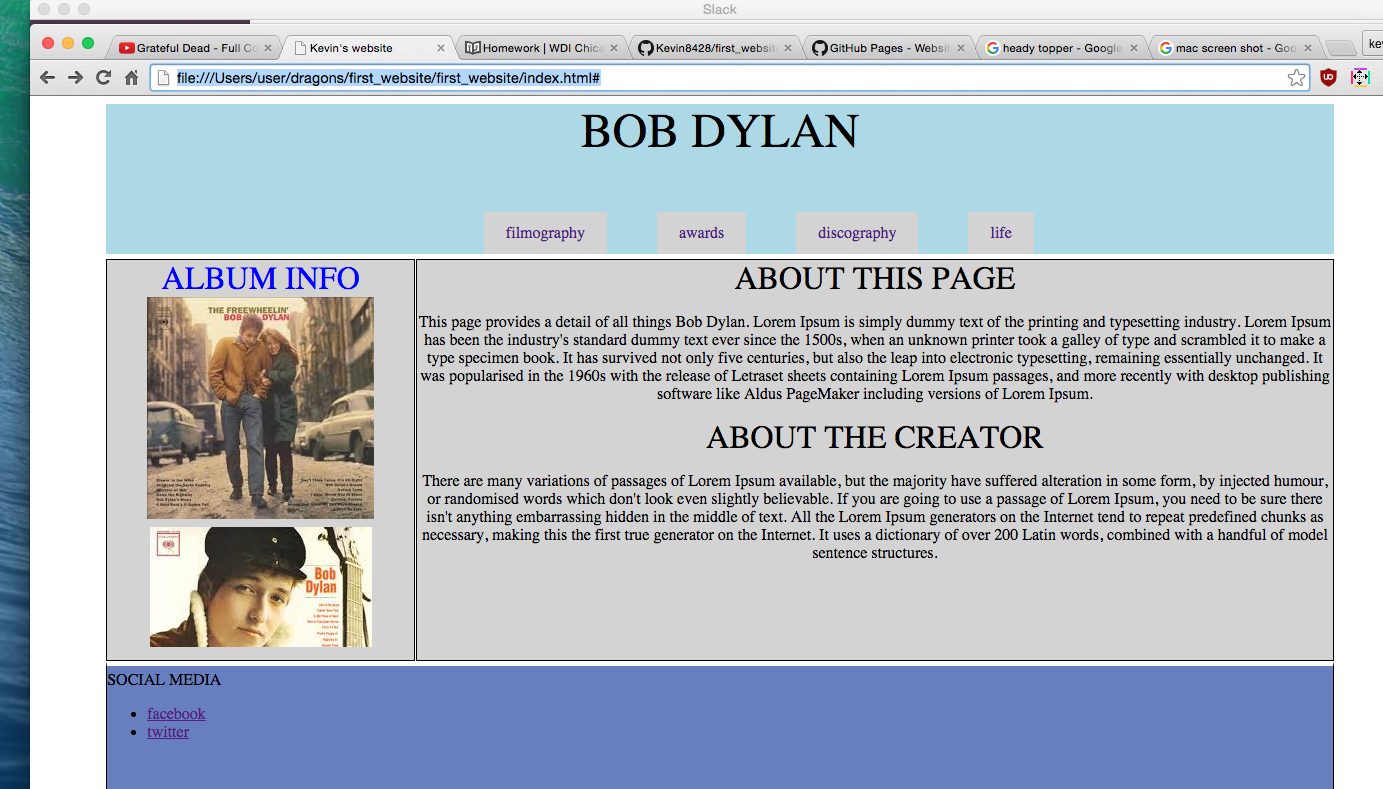 Slack
Grateful Dead - Full Co
Kevin's website
Homework | WDI Chica
Kevin8428/first_websit
GitHub Pages - Websit
heady topper - Google
mac screen shot - Goo
file:///Users/user/dragons/first_website/first_website/index.html#
BOB DYLAN
filmography
awards
discography
life
ALBUM INFO
THE FREEWHEELIN'
BOB DYLAN
Bob
Dylan
ABOUT THIS PAGE
This page provides a detail of all things Bob Dylan. Lorem Ipsum is simply dummy text of the printing and typesetting industry. Lorem Ipsum
has been the industry's standard dummy text ever since the 1500s, when an unknown printer took a galley of type and scrambled it to make a
type specimen book. It has survived not only five centuries, but also the leap into electronic typesetting, remaining essentially unchanged. It
was popularised in the 1960s with the release of Letraset sheets containing Lorem Ipsum passages, and more recently with desktop publishing
software like Aldus PageMaker including versions of Lorem Ipsum.
ABOUT THE CREATOR
There are many variations of passages of Lorem Ipsum available, but the majority have suffered alteration in some form, by injected humour,
or randomised words which don't look even slightly believable. If you are going to use a passage of Lorem Ipsum, you need to be sure there
isn't anything embarrassing hidden in the middle of text. All the Lorem Ipsum generators on the Internet tend to repeat predefined chunks as
necessary, making this the first true generator on the Internet. It uses a dictionary of over 200 Latin words, combined with a handful of model
sentence structures.
SOCIAL MEDIA
facebook
twitter